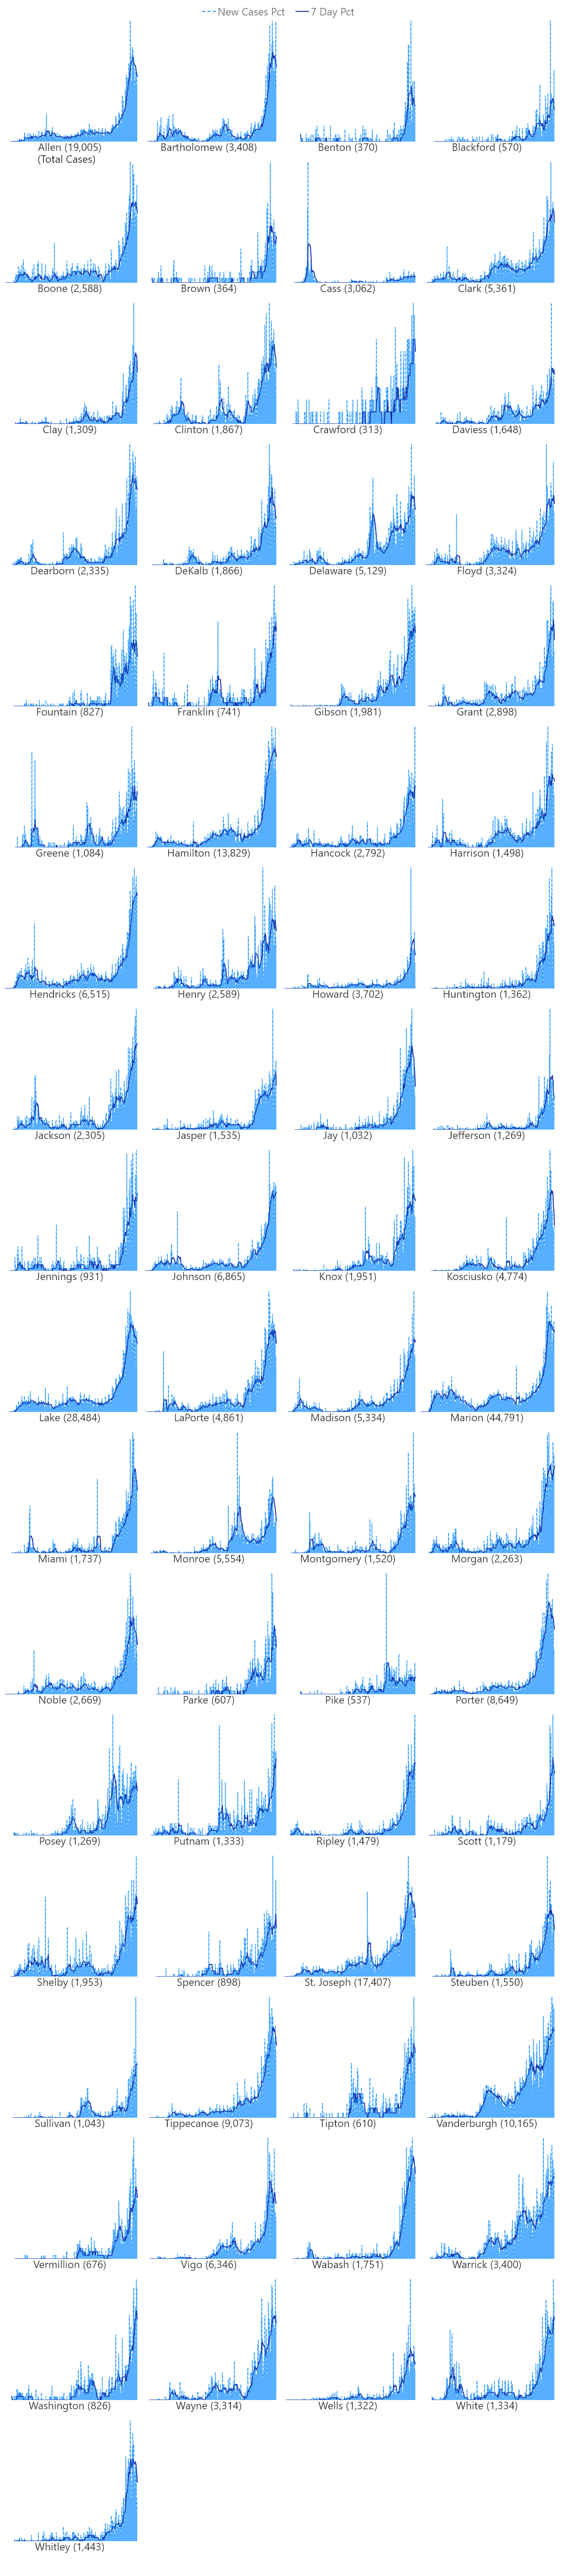 New Cases Pct 7 Day Pct
Allen (19,005) Bartholomew (3,408) Benton (370) Blackford (570)
(Total Cases)
Boone (2,588) Brown (364) Cass (3,062) Clark (5,361)
Clay (1,309) Clinton (1,867) Crawford (313) Daviess (1,648)
Dearborn (2,335) DeKalb (1,866) Delaware (5,129) Floyd (3,324)
Fountain (827) Franklin (741) Gibson (1,981) Grant (2,898)
Greene (1,084) Hamilton (13,829) Hancock (2,792) Harrison (1,498)
Hendricks (6,515) Henry (2,589) Howard (3,702) Huntington (1,362)
Jackson (2,305) Jasper (1,535) Jay (1,032) Jefferson (1,269)
Jennings (931) Johnson (6,865) Knox (1,951) Kosciusko (4,774)
Lake (28,484) LaPorte (4,861) Madison (5,334) Marion (44,791)
Miami (1,737) Monroe (5,554) Montgomery (1,520) Morgan (2,263)
Noble (2,669) Parke (607) Pike (537) Porter (8,649)
Posey (1,269) Putnam (1,333) Ripley (1,479) Scott (1,179)
Shelby (1,953) Spencer (898) St. Joseph (17,407) Steuben (1,550)
Sullivan (1,043) Tippecanoe (9,073) Tipton (610) Vanderburgh (10,165)
Vermillion (676) Vigo (6,346) Wabash (1,751) Warrick (3,400)
Washington (826) Wayne (3,314) Wells (1,322) White (1,334)
Whitley (1,443)